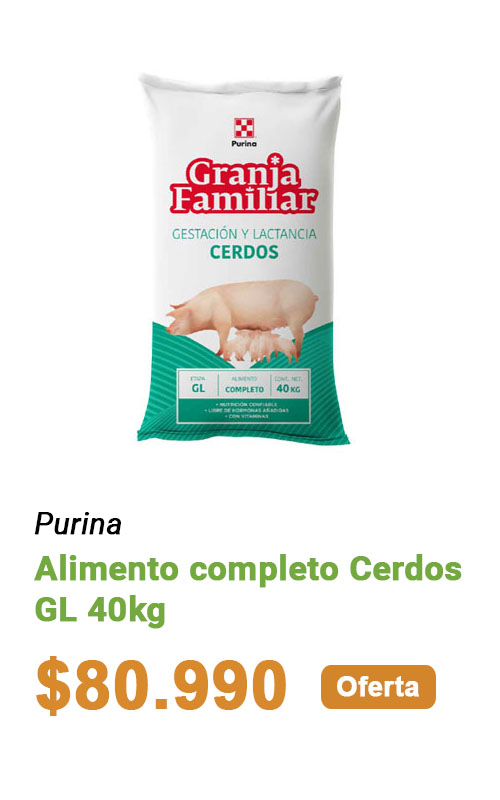 Purina
Granja
Familiar
GESTACIÓN Y LACTANCIA
CERDOS
ETAPA
GL
ALIMENTO
COMPLETO
CONT. NET.
40 KG
• NUTRICIÓN CONFIABLE
• LIBRE DE HORMONAS AÑADIDAS
• CON VITAMINAS
Purina
Alimento completo Cerdos
GL 40kg
$80.990
Oferta